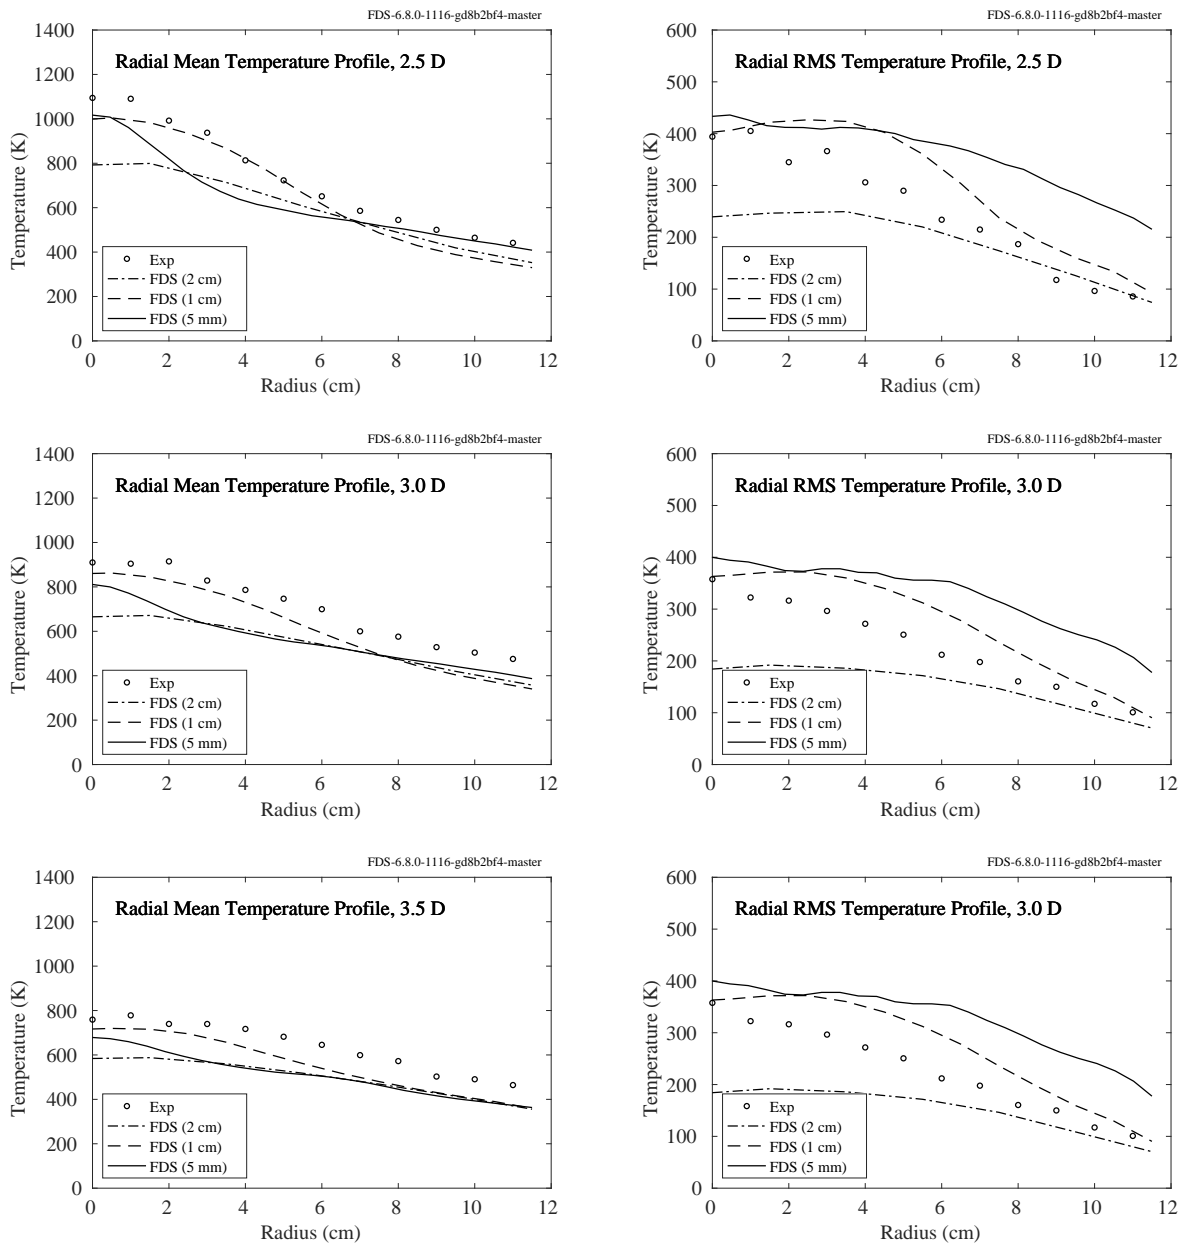 FDS-6.8.0-1116-gd8b2bf4-master
Radial Mean Temperature Profile, 2.5 D
Temperature (K)
1400
1200
1000
800
600
400
200
0
Exp
FDS (2 cm)
FDS (1 cm)
FDS (5 mm)
0 2 4 6 8 10 12
Radius (cm)
FDS-6.8.0-1116-gd8b2bf4-master
Radial RMS Temperature Profile, 2.5 D
Temperature (K)
600
500
400
300
200
100
0
Exp
FDS (2 cm)
FDS (1 cm)
FDS (5 mm)
0 2 4 6 8 10 12
Radius (cm)
FDS-6.8.0-1116-gd8b2bf4-master
Radial Mean Temperature Profile, 3.0 D
Temperature (K)
1400
1200
1000
800
600
400
200
0
Exp
FDS (2 cm)
FDS (1 cm)
FDS (5 mm)
0 2 4 6 8 10 12
Radius (cm)
FDS-6.8.0-1116-gd8b2bf4-master
Radial RMS Temperature Profile, 3.0 D
Temperature (K)
600
500
400
300
200
100
0
Exp
FDS (2 cm)
FDS (1 cm)
FDS (5 mm)
0 2 4 6 8 10 12
Radius (cm)
FDS-6.8.0-1116-gd8b2bf4-master
Radial Mean Temperature Profile, 3.5 D
Temperature (K)
1400
1200
1000
800
600
400
200
0
Exp
FDS (2 cm)
FDS (1 cm)
FDS (5 mm)
0 2 4 6 8 10 12
Radius (cm)
FDS-6.8.0-1116-gd8b2bf4-master
Radial RMS Temperature Profile, 3.0 D
Temperature (K)
600
500
400
300
200
100
0
Exp
FDS (2 cm)
FDS (1 cm)
FDS (5 mm)
0 2 4 6 8 10 12
Radius (cm)